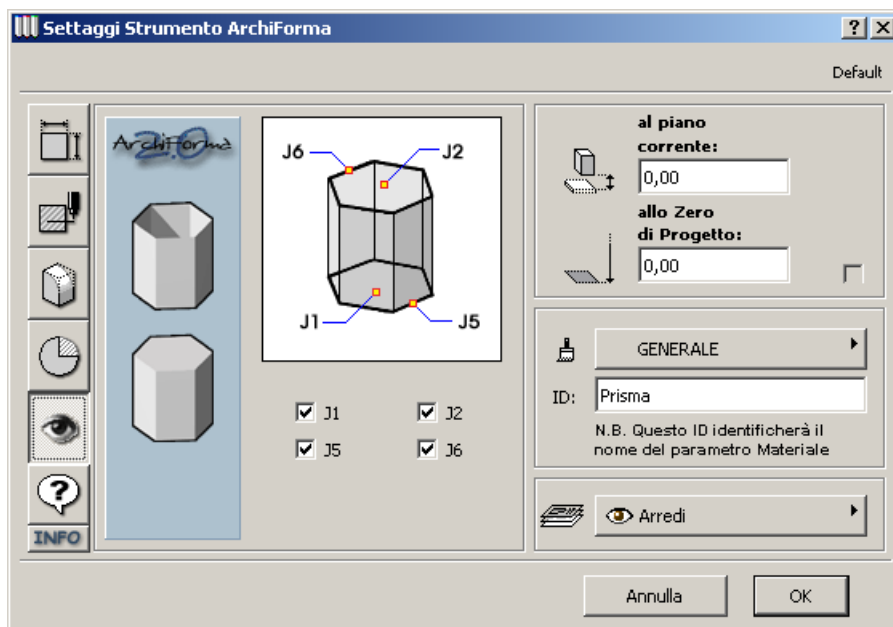 Settaggi Strumento ArchiForma
Default
ArchiForma
2.0
J6
J2
J1
J5
J1
J2
J5
J6
INFO
al piano
corrente:
0,00
allo Zero
di Progetto:
0,00
GENERALE
ID:
Prisma
N.B. Questo ID identificherà il
nome del parametro Materiale
Arredi
Annulla
OK